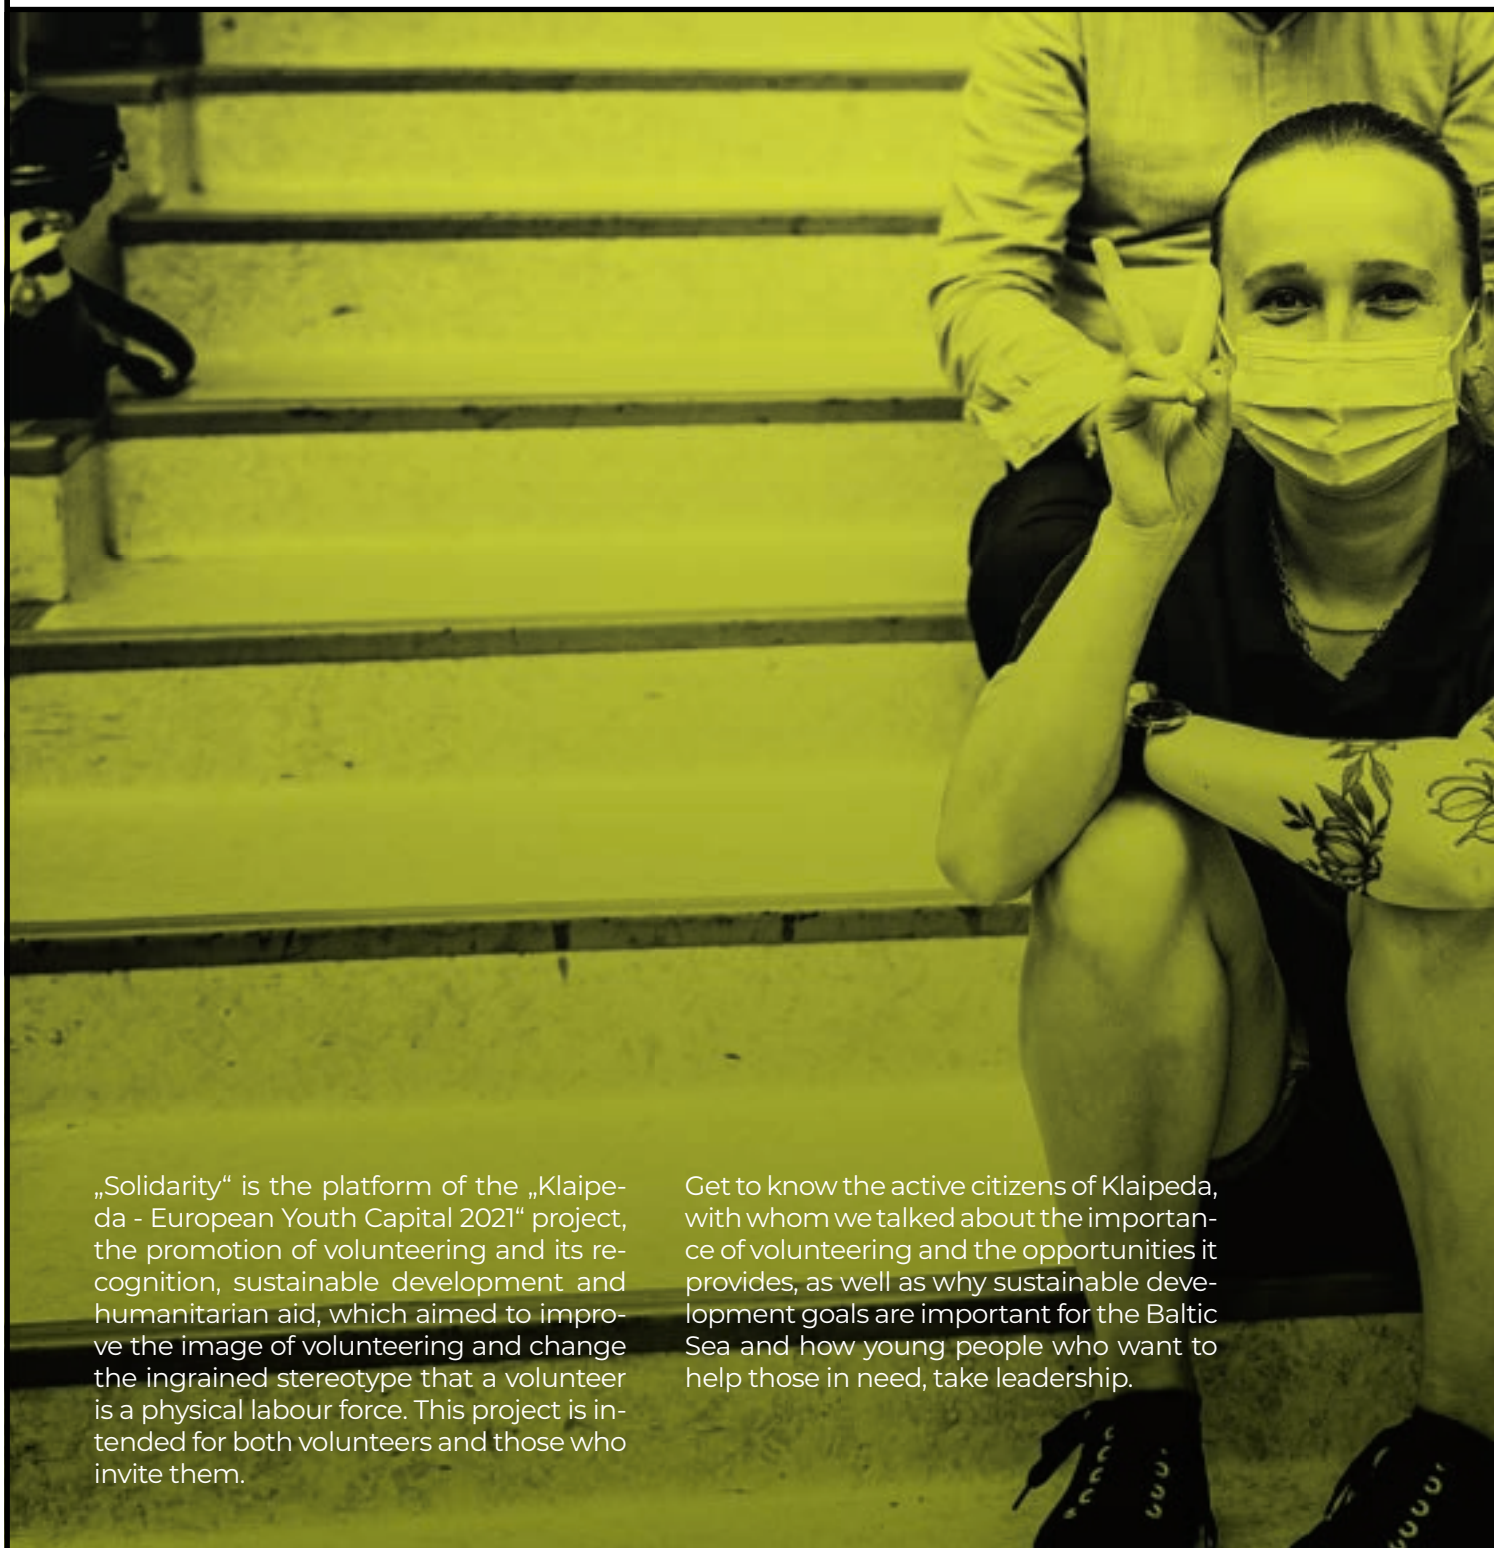 „Solidarity“ is the platform of the „Klaipe-
da - European Youth Capital 2021“ project,
the promotion of volunteering and its re-
cognition, sustainable development and
humanitarian aid, which aimed to impro-
ve the image of volunteering and change
the ingrained stereotype that a volunteer
is a physical labour force. This project is in-
tended for both volunteers and those who
invite them.
Get to know the active citizens of Klaipeda,
with whom we talked about the importan-
ce of volunteering and the opportunities it
provides, as well as why sustainable deve-
lopment goals are important for the Baltic
Sea and how young people who want to
help those in need, take leadership.